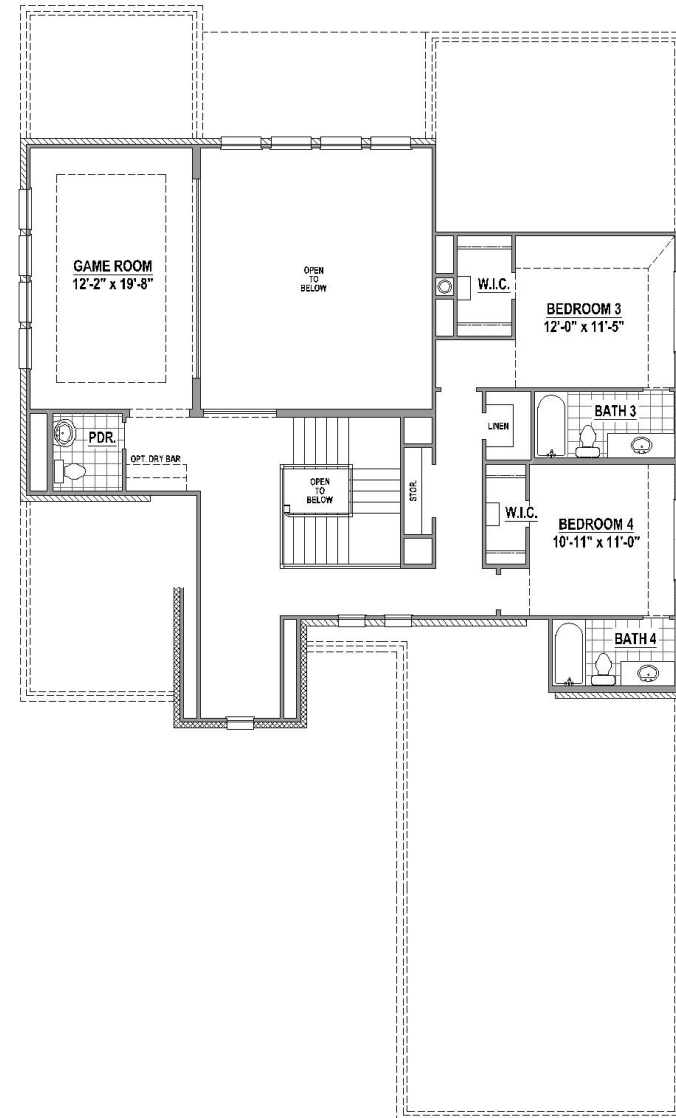 GAME ROOM
12'-2" x 19'-8"
OPEN
TO
BELOW
W.I.C.
BEDROOM 3
12'-0" x 11'-5"
PDR.
OPT. DRY BAR
OPEN
TO
BELOW
STOR.
LINEN
BATH 3
W.I.C.
BEDROOM 4
10'-11" x 11'-0"
BATH 4